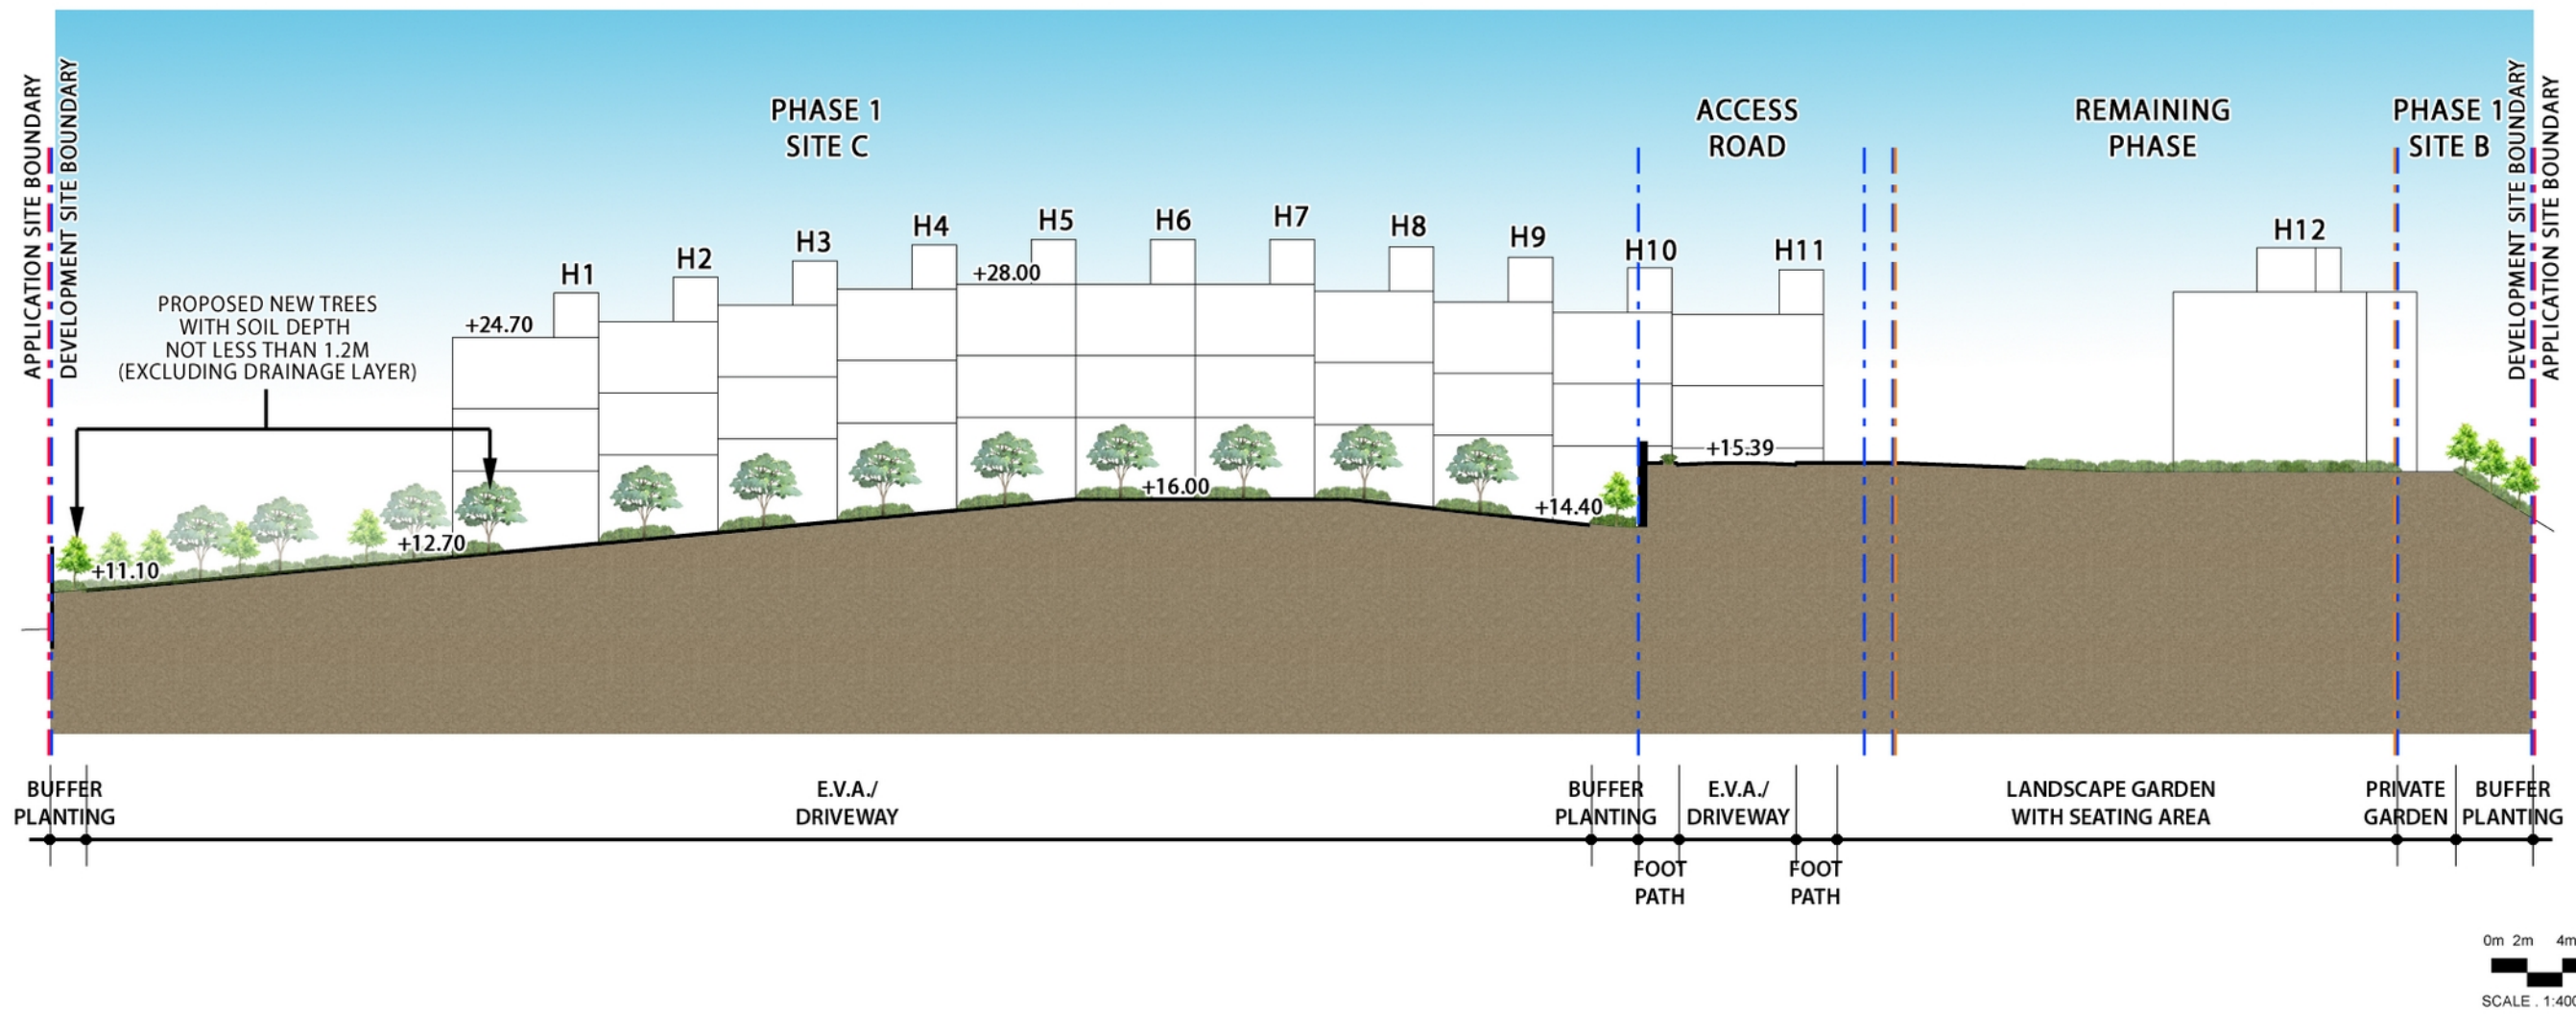 APPLICATION SITE BOUNDARY
DEVELOPMENT SITE BOUNDARY
PHASE 1
SITE C
ACCESS
ROAD
REMAINING
PHASE
PHASE 1
SITE B
DEVELOPMENT SITE BOUNDARY
APPLICATION SITE BOUNDARY
H1
H2
H3
H4
H5
H6
H7
H8
H9
H10
H11
H12
PROPOSED NEW TREES
WITH SOIL DEPTH
NOT LESS THAN 1.2M
(EXCLUDING DRAINAGE LAYER)
+24.70
+28.00
+15.39
+16.00
+14.40
+12.70
+11.10
BUFFER
PLANTING
E.V.A./
DRIVEWAY
BUFFER
PLANTING
FOOT
PATH
E.V.A./
DRIVEWAY
FOOT
PATH
LANDSCAPE GARDEN
WITH SEATING AREA
PRIVATE
GARDEN
BUFFER
PLANTING
0m 2m 4m
SCALE . 1:400